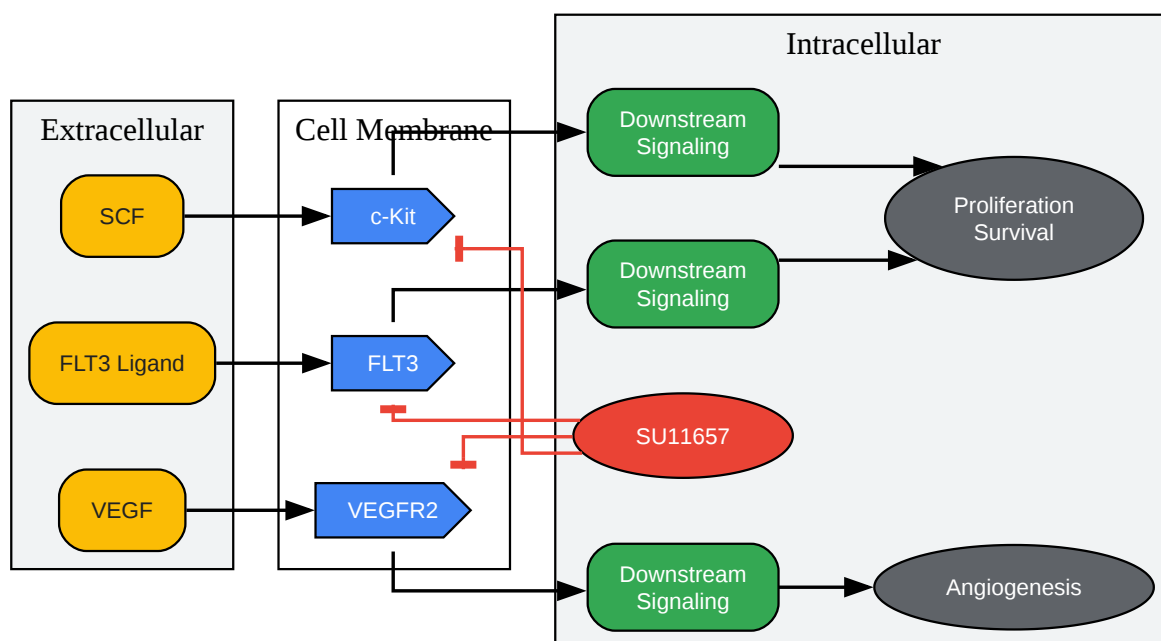 Extracellular
SCF
FLT3 Ligand
VEGF
Cell Membrane
c-Kit
FLT3
VEGFR2
Intracellular
Downstream
Signaling
Downstream
Signaling
SU11657
Downstream
Signaling
Proliferation
Survival
Angiogenesis